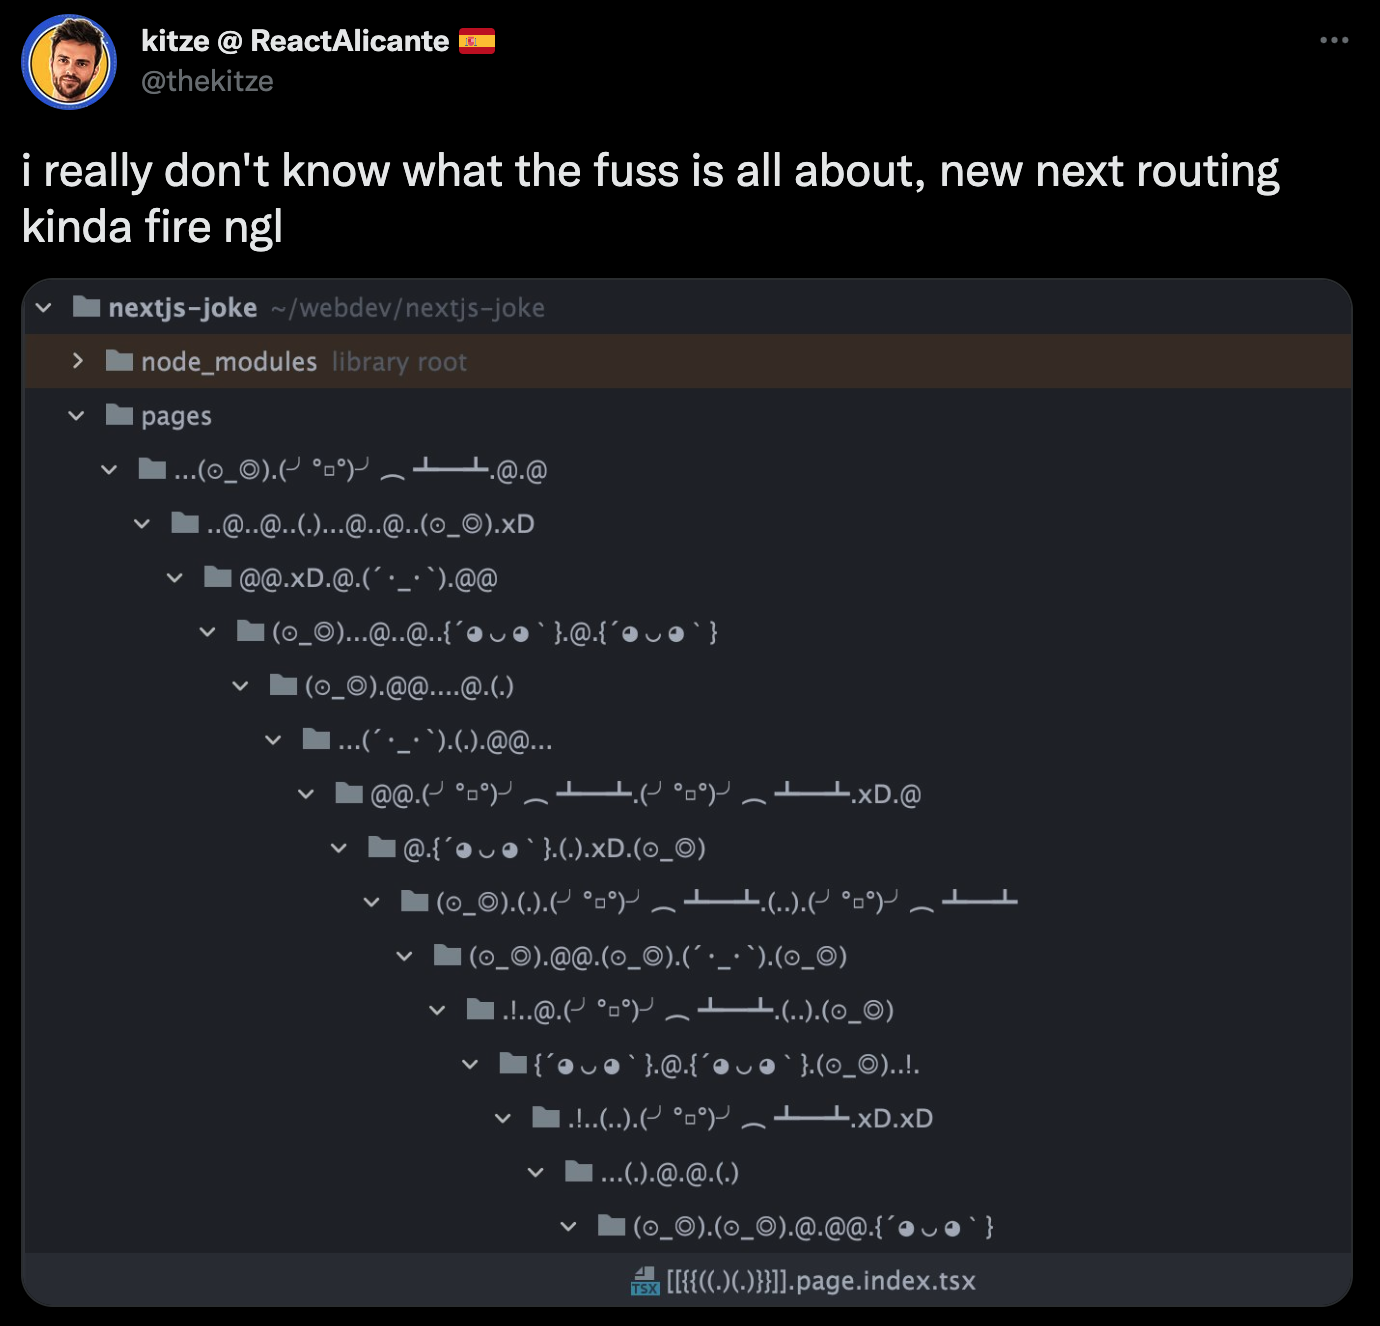 kitze @ ReactAlicante 🇪🇸
@thekitze
i really don't know what the fuss is all about, new next routing
kinda fire ngl
nextjs-joke ~/webdev/nextjs-joke
node_modules library root
pages
...(⊙_◎).(╯°□°)╯︵ ┻━┻.@.@
..@..@..(.)...@..@..(⊙_◎).xD
@@.xD.@.(´･_･`).@@
(⊙_◎)...@..@..{´◕ ◡ ◕｀}.@.{´◕ ◡ ◕｀}
(⊙_◎).@@....@.(.)
...(´･_･`).(.).@@...
@@.(╯°□°)╯︵ ┻━┻.(╯°□°)╯︵ ┻━┻.xD.@
@.{´◕ ◡ ◕｀}.(.).xD.(⊙_◎)
(⊙_◎).(.).(╯°□°)╯︵ ┻━┻.(..).(╯°□°)╯︵ ┻━┻
(⊙_◎).@@.(⊙_◎).(´･_･`).(⊙_◎)
.!..@.(╯°□°)╯︵ ┻━┻.(..).(⊙_◎)
{´◕ ◡ ◕｀}.@.{´◕ ◡ ◕｀}.(⊙_◎)..!.
.!..(..).(╯°□°)╯︵ ┻━┻.xD.xD
...(.).@.@.(.)
(⊙_◎).(⊙_◎).@.@@.{´◕ ◡ ◕｀}
TSX [[{{((.)(.)}}]].page.index.tsx